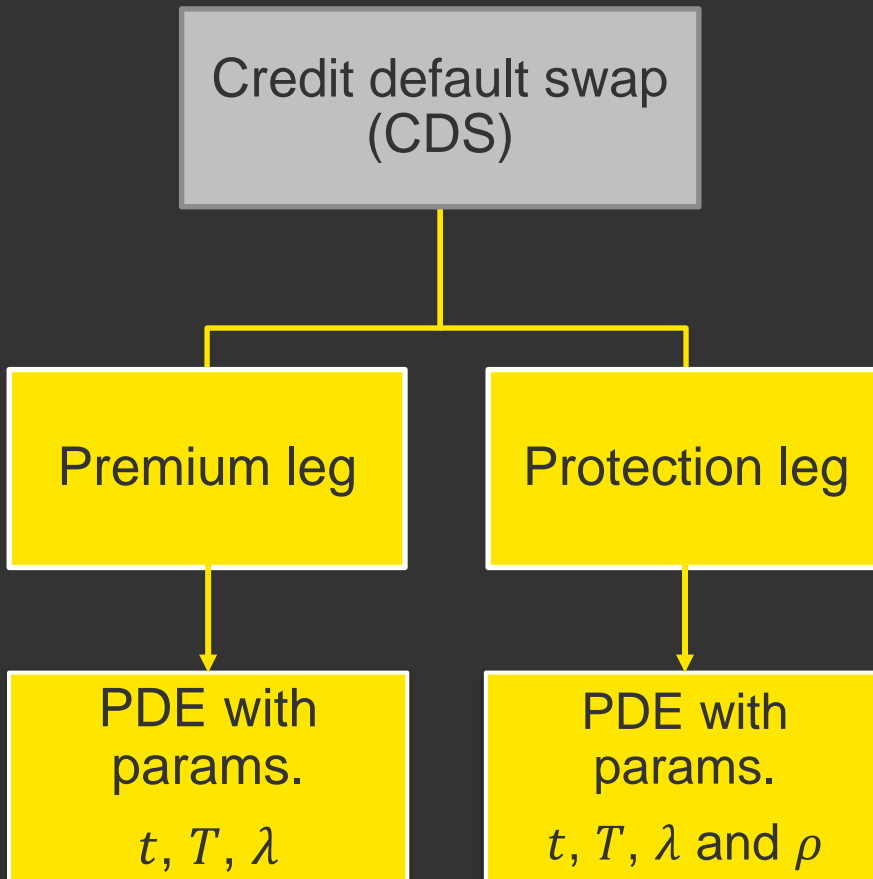 Credit default swap
(CDS)
Premium leg
Protection leg
PDE with
params.
t, T, λ
PDE with
params.
t, T, λ and ρ